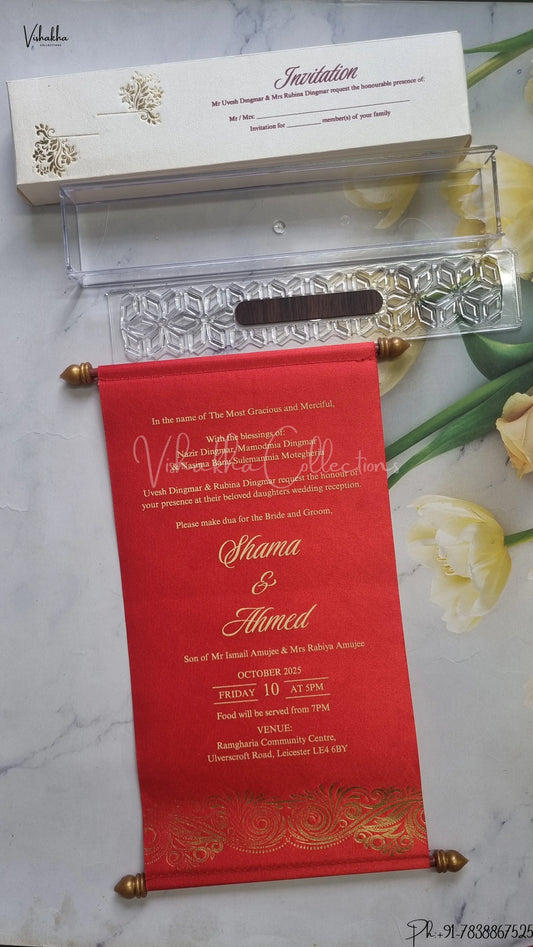 Vishakha
COLLECTIONS
Invitation
Mr Uvesh Dingmar & Mrs Rubina Dingmar request the honourable presence of:
Mr / Mrs:
Invitation for ________ member(s) of your family
In the name of The Most Gracious and Merciful,
With the blessings of:
Nazir Dingmar, Mamodmia Dingmar
& Nasima Banu Sulemanmia Motegheria
Vishakha Collections
Uvesh Dingmar & Rubina Dingmar request the honour of
your presence at their beloved daughters wedding reception.
Please make dua for the Bride and Groom,
Shama
&
Ahmed
Son of Mr Ismail Amujee & Mrs Rabiya Amujee
OCTOBER 2025
FRIDAY 10 AT 5PM
Food will be served from 7PM
VENUE:
Ramgharia Community Centre,
Ulverscroft Road, Leicester LE4 6BY
Ph:+91-7838867525